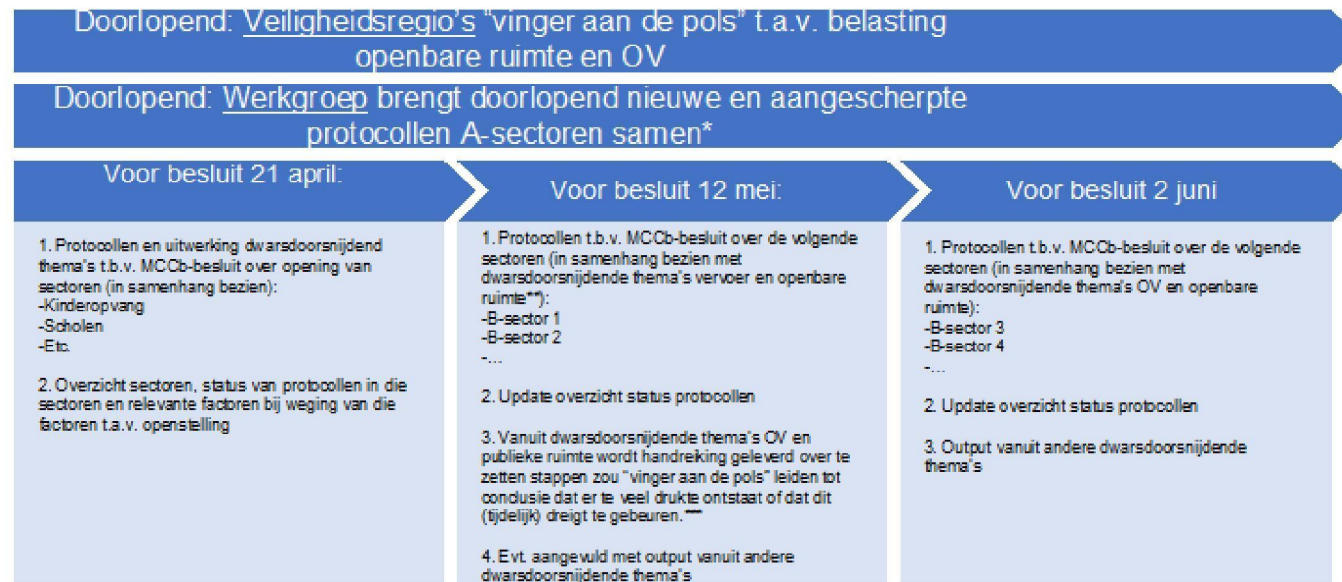 Doorlopend: Veiligheidsregio's "vinger aan de pols" t.a.v. belasting
openbare ruimte en OV
Doorlopend: Werkgroep brengt doorlopend nieuwe en aangescherpte
protocollen A-sectoren samen*
Voor besluit 21 april:
1. Protocollen en uitwerking dwarsdoorsnijdend
thema's t.b.v. MCCb-besluit over opening van
sectoren (in samenhang bezien):
-Kinderopvang
-Scholen
-Etc.
2. Overzicht sectoren, status van protocollen in die
sectoren en relevante factoren bij weging van die
factoren t.a.v. openstelling
Voor besluit 12 mei:
1. Protocollen t.b.v. MCCb-besluit over de volgende
sectoren (in samenhang bezien met
dwarsdoorsnijdende thema's vervoer en openbare
ruimte**):
-B-sector 1
-B-sector 2
-...
2. Update overzicht status protocollen
3. Vanuit dwarsdoorsnijdende thema's OV en
publieke ruimte wordt handreiking geleverd over te
zetten stappen zou "vinger aan de pols" leiden tot
conclusie dat er te veel drukte ontstaat of dat dit
(tijdelijk) dreigt te gebeuren.***
4. Evt. aangevuld met output vanuit andere
dwarsdoorsnijdende thema's
Voor besluit 2 juni
1. Protocollen t.b.v. MCCb-besluit over de volgende
sectoren (in samenhang bezien met
dwarsdoorsnijdende thema's OV en openbare
ruimte):
-B-sector 3
-B-sector 4
-...
2. Update overzicht status protocollen
3. Output vanuit andere dwarsdoorsnijdende
thema's